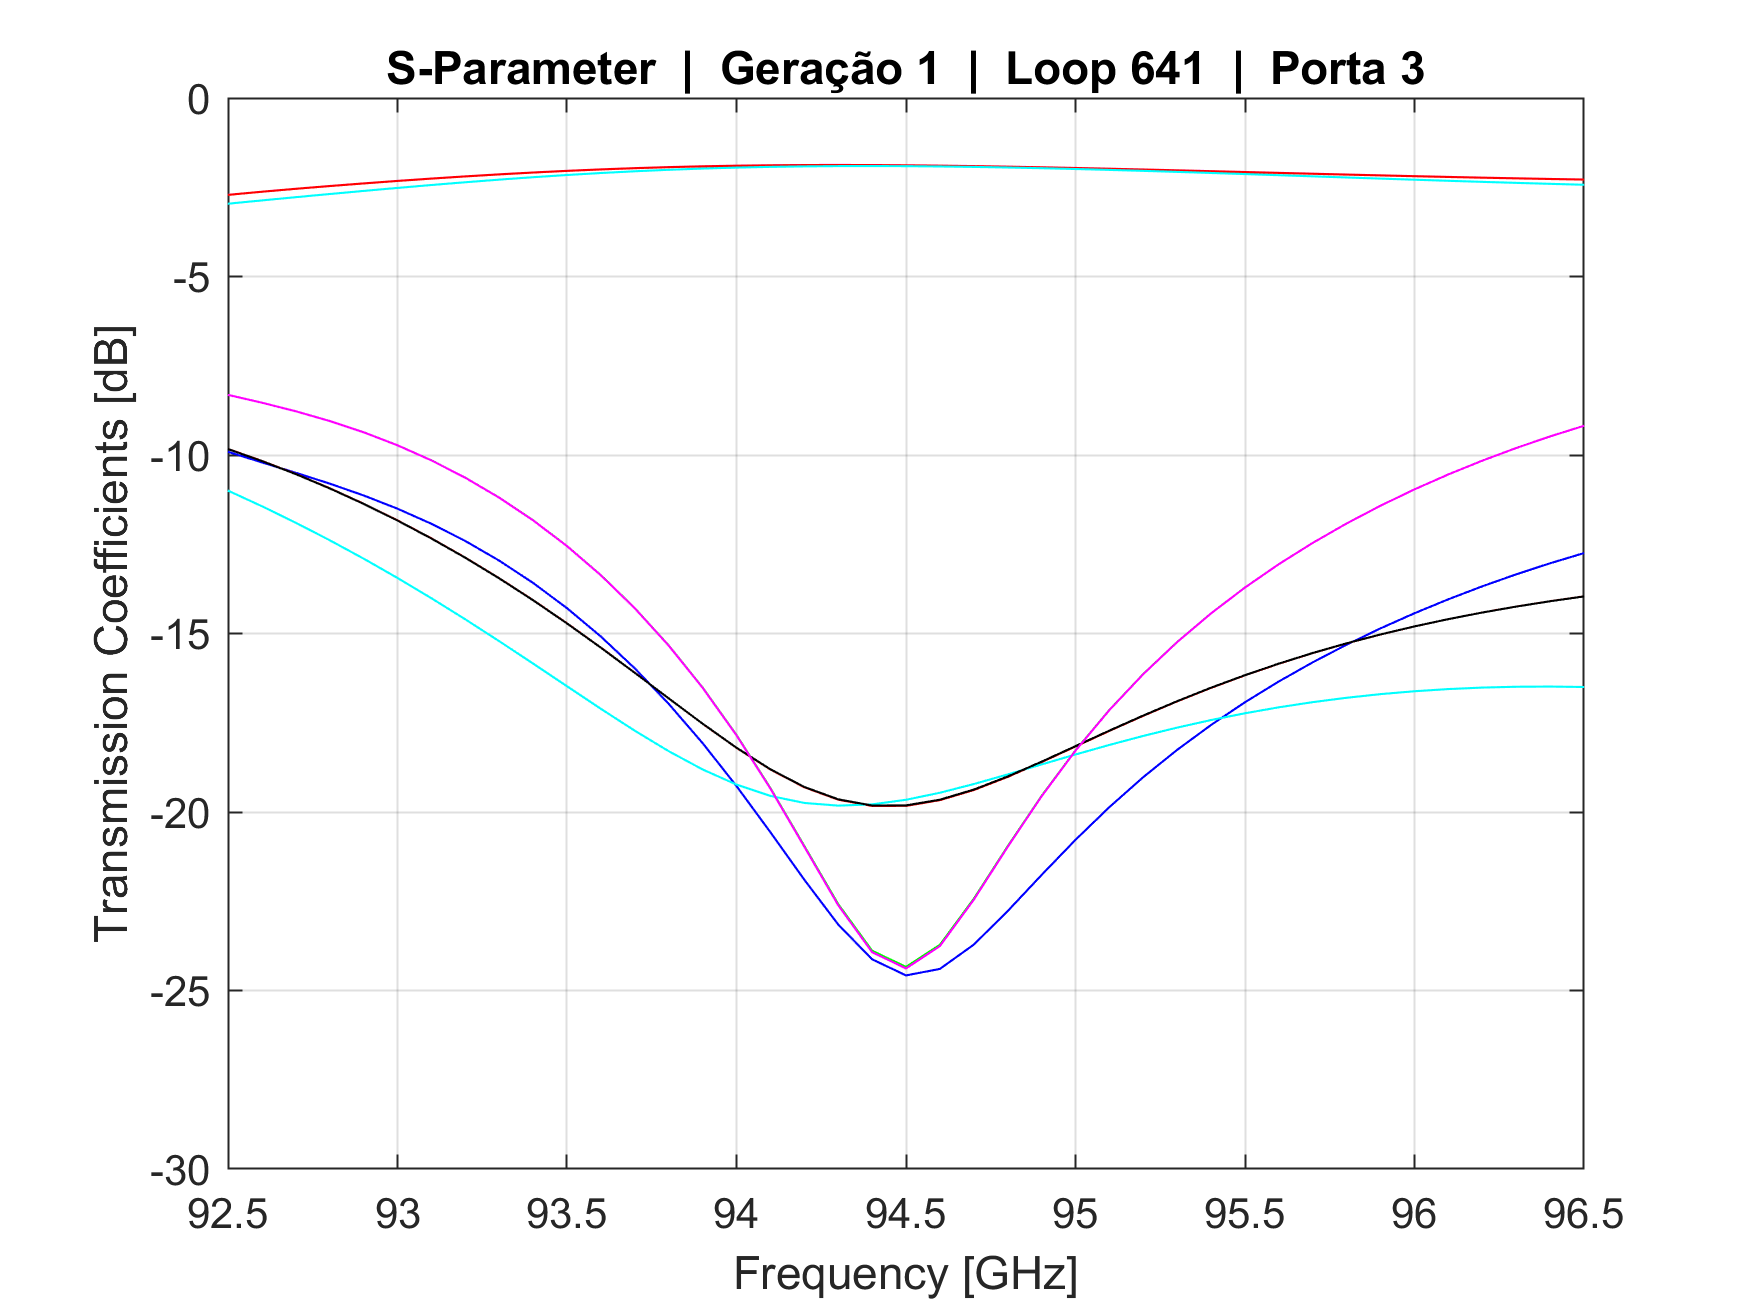 S-Parameter | Geração 1 | Loop 641 | Porta 3
0
-5
-10
-15
-20
-25
-30
Transmission Coefficients [dB]
92.5 93 93.5 94 94.5 95 95.5 96 96.5
Frequency [GHz]